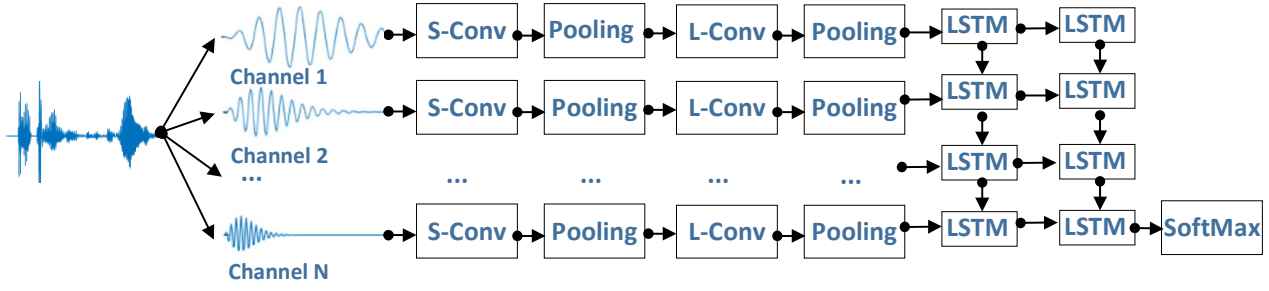 S-Conv Pooling L-Conv Pooling LSTM LSTM
Channel 1
S-Conv Pooling L-Conv Pooling LSTM LSTM
Channel 2
LSTM LSTM
... ... ... ... ...
S-Conv Pooling L-Conv Pooling LSTM LSTM SoftMax
Channel N